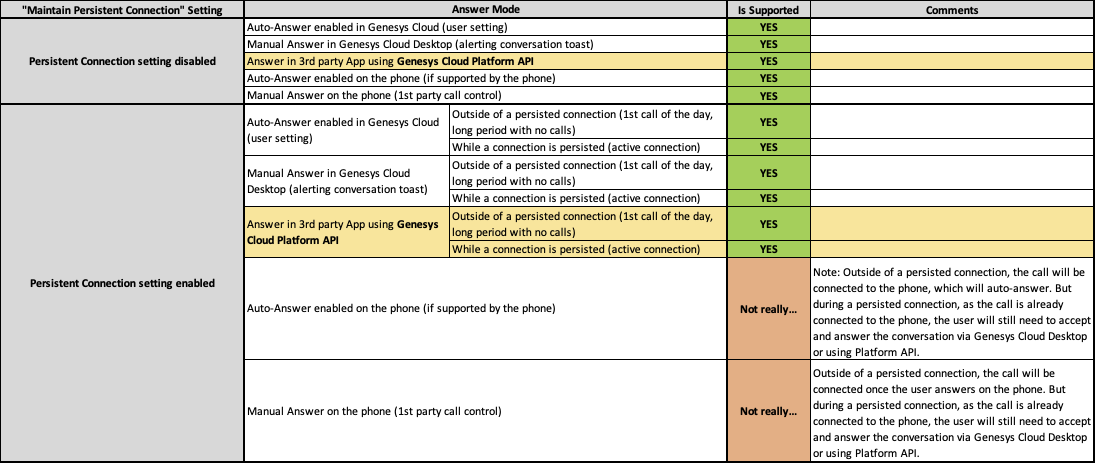 "Maintain Persistent Connection" Setting
Answer Mode
Is Supported
Comments
Persistent Connection setting disabled
Auto-Answer enabled in Genesys Cloud (user setting)
YES
Manual Answer in Genesys Cloud Desktop (alerting conversation toast)
YES
Answer in 3rd party App using Genesys Cloud Platform API
YES
Auto-Answer enabled on the phone (if supported by the phone)
YES
Manual Answer on the phone (1st party call control)
YES
Persistent Connection setting enabled
Auto-Answer enabled in Genesys Cloud
(user setting)
Outside of a persisted connection (1st call of the day,
long period with no calls)
YES
While a connection is persisted (active connection)
YES
Manual Answer in Genesys Cloud
Desktop (alerting conversation toast)
Outside of a persisted connection (1st call of the day,
long period with no calls)
YES
While a connection is persisted (active connection)
YES
Answer in 3rd party App using Genesys
Cloud Platform API
Outside of a persisted connection (1st call of the day,
long period with no calls)
YES
While a connection is persisted (active connection)
YES
Auto-Answer enabled on the phone (if supported by the phone)
Not really...
Note: Outside of a persisted connection, the call will be
connected to the phone, which will auto-answer. But
during a persisted connection, as the call is already
connected to the phone, the user will still need to accept
and answer the conversation via Genesys Cloud Desktop
or using Platform API.
Manual Answer on the phone (1st party call control)
Not really...
Outside of a persisted connection, the call will be
connected once the user answers on the phone. But
during a persisted connection, as the call is already
connected to the phone, the user will still need to accept
and answer the conversation via Genesys Cloud Desktop
or using Platform API.